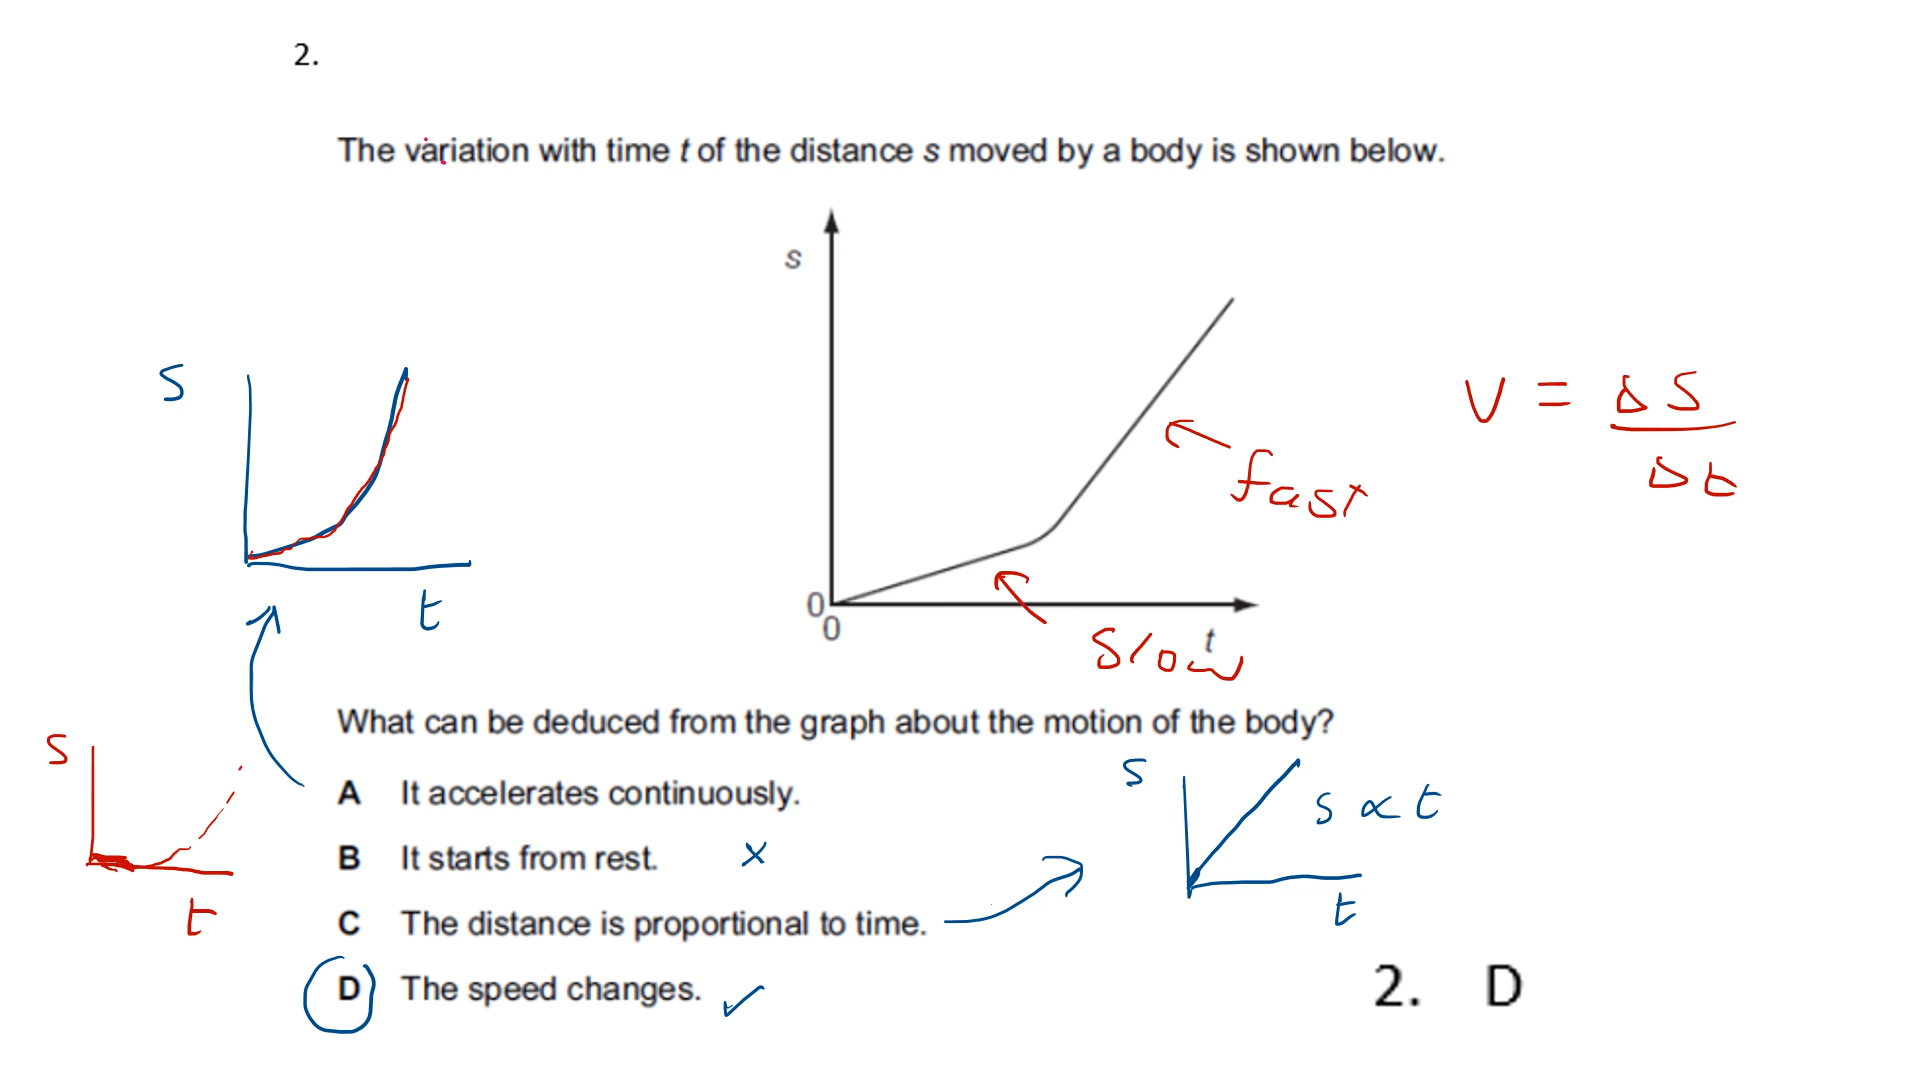 2.
The variation with time t of the distance s moved by a body is shown below.
s
0
0
t
fast
slow
V = ΔS / Δt
S
t
What can be deduced from the graph about the motion of the body?
A It accelerates continuously.
B It starts from rest. ×
C The distance is proportional to time.
D The speed changes. ✓
S
t
S
t
S ∝ t
2. D